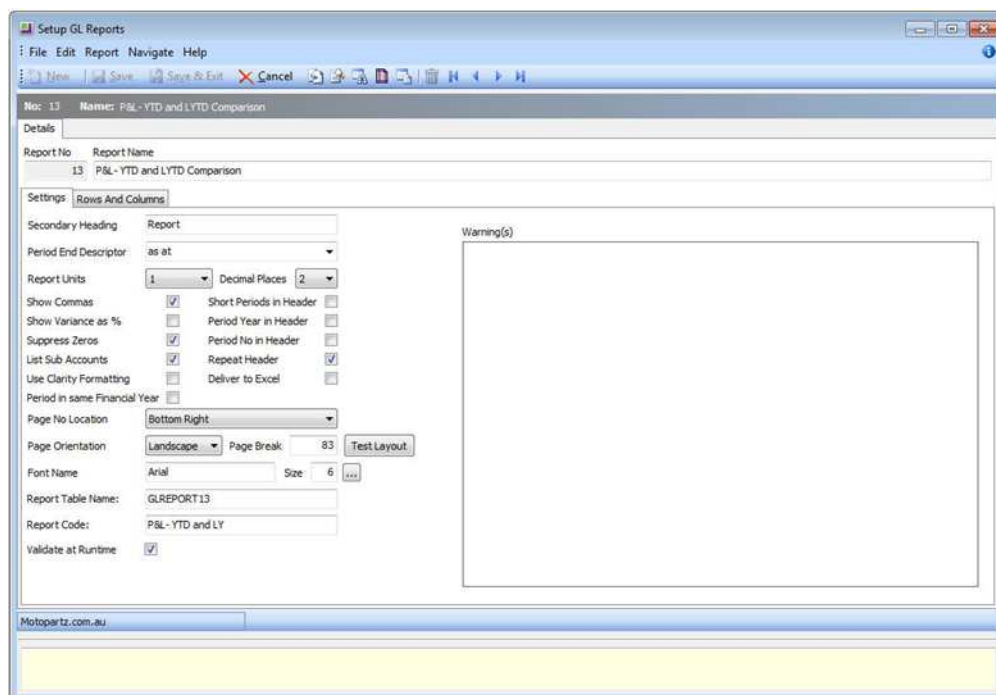 Setup GL Reports
File Edit Report Navigate Help
New Save Save & Exit Cancel
No: 13 Name: P&L- YTD and LYTD Comparison
Details
Report No Report Name
13 P&L- YTD and LYTD Comparison
Settings Rows And Columns
Secondary Heading Report
Warning(s)
Period End Descriptor as at
Report Units 1 Decimal Places 2
Show Commas Short Periods in Header
Show Variance as % Period Year in Header
Suppress Zeros Period No in Header
List Sub Accounts Repeat Header
Use Clarity Formatting Deliver to Excel
Period in same Financial Year
Page No Location Bottom Right
Page Orientation Landscape Page Break 83 Test Layout
Font Name Arial Size 6 ...
Report Table Name: GLREPORT13
Report Code: P&L- YTD and LY
Validate at Runtime
Motopartz.com.au